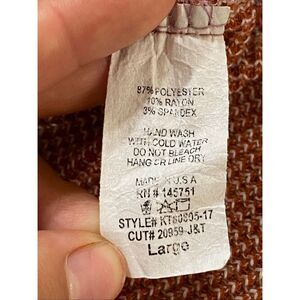 87% POLYESTER
10% RAYON
3% SPANDEX
HAND WASH
WITH COLD WATER
DO NOT BLEACH
HANG OR LINE DRY
MADE IN U.S.A
RN # 145751
STYLE# KT80805-17
CUT# 20959-J&T
Large